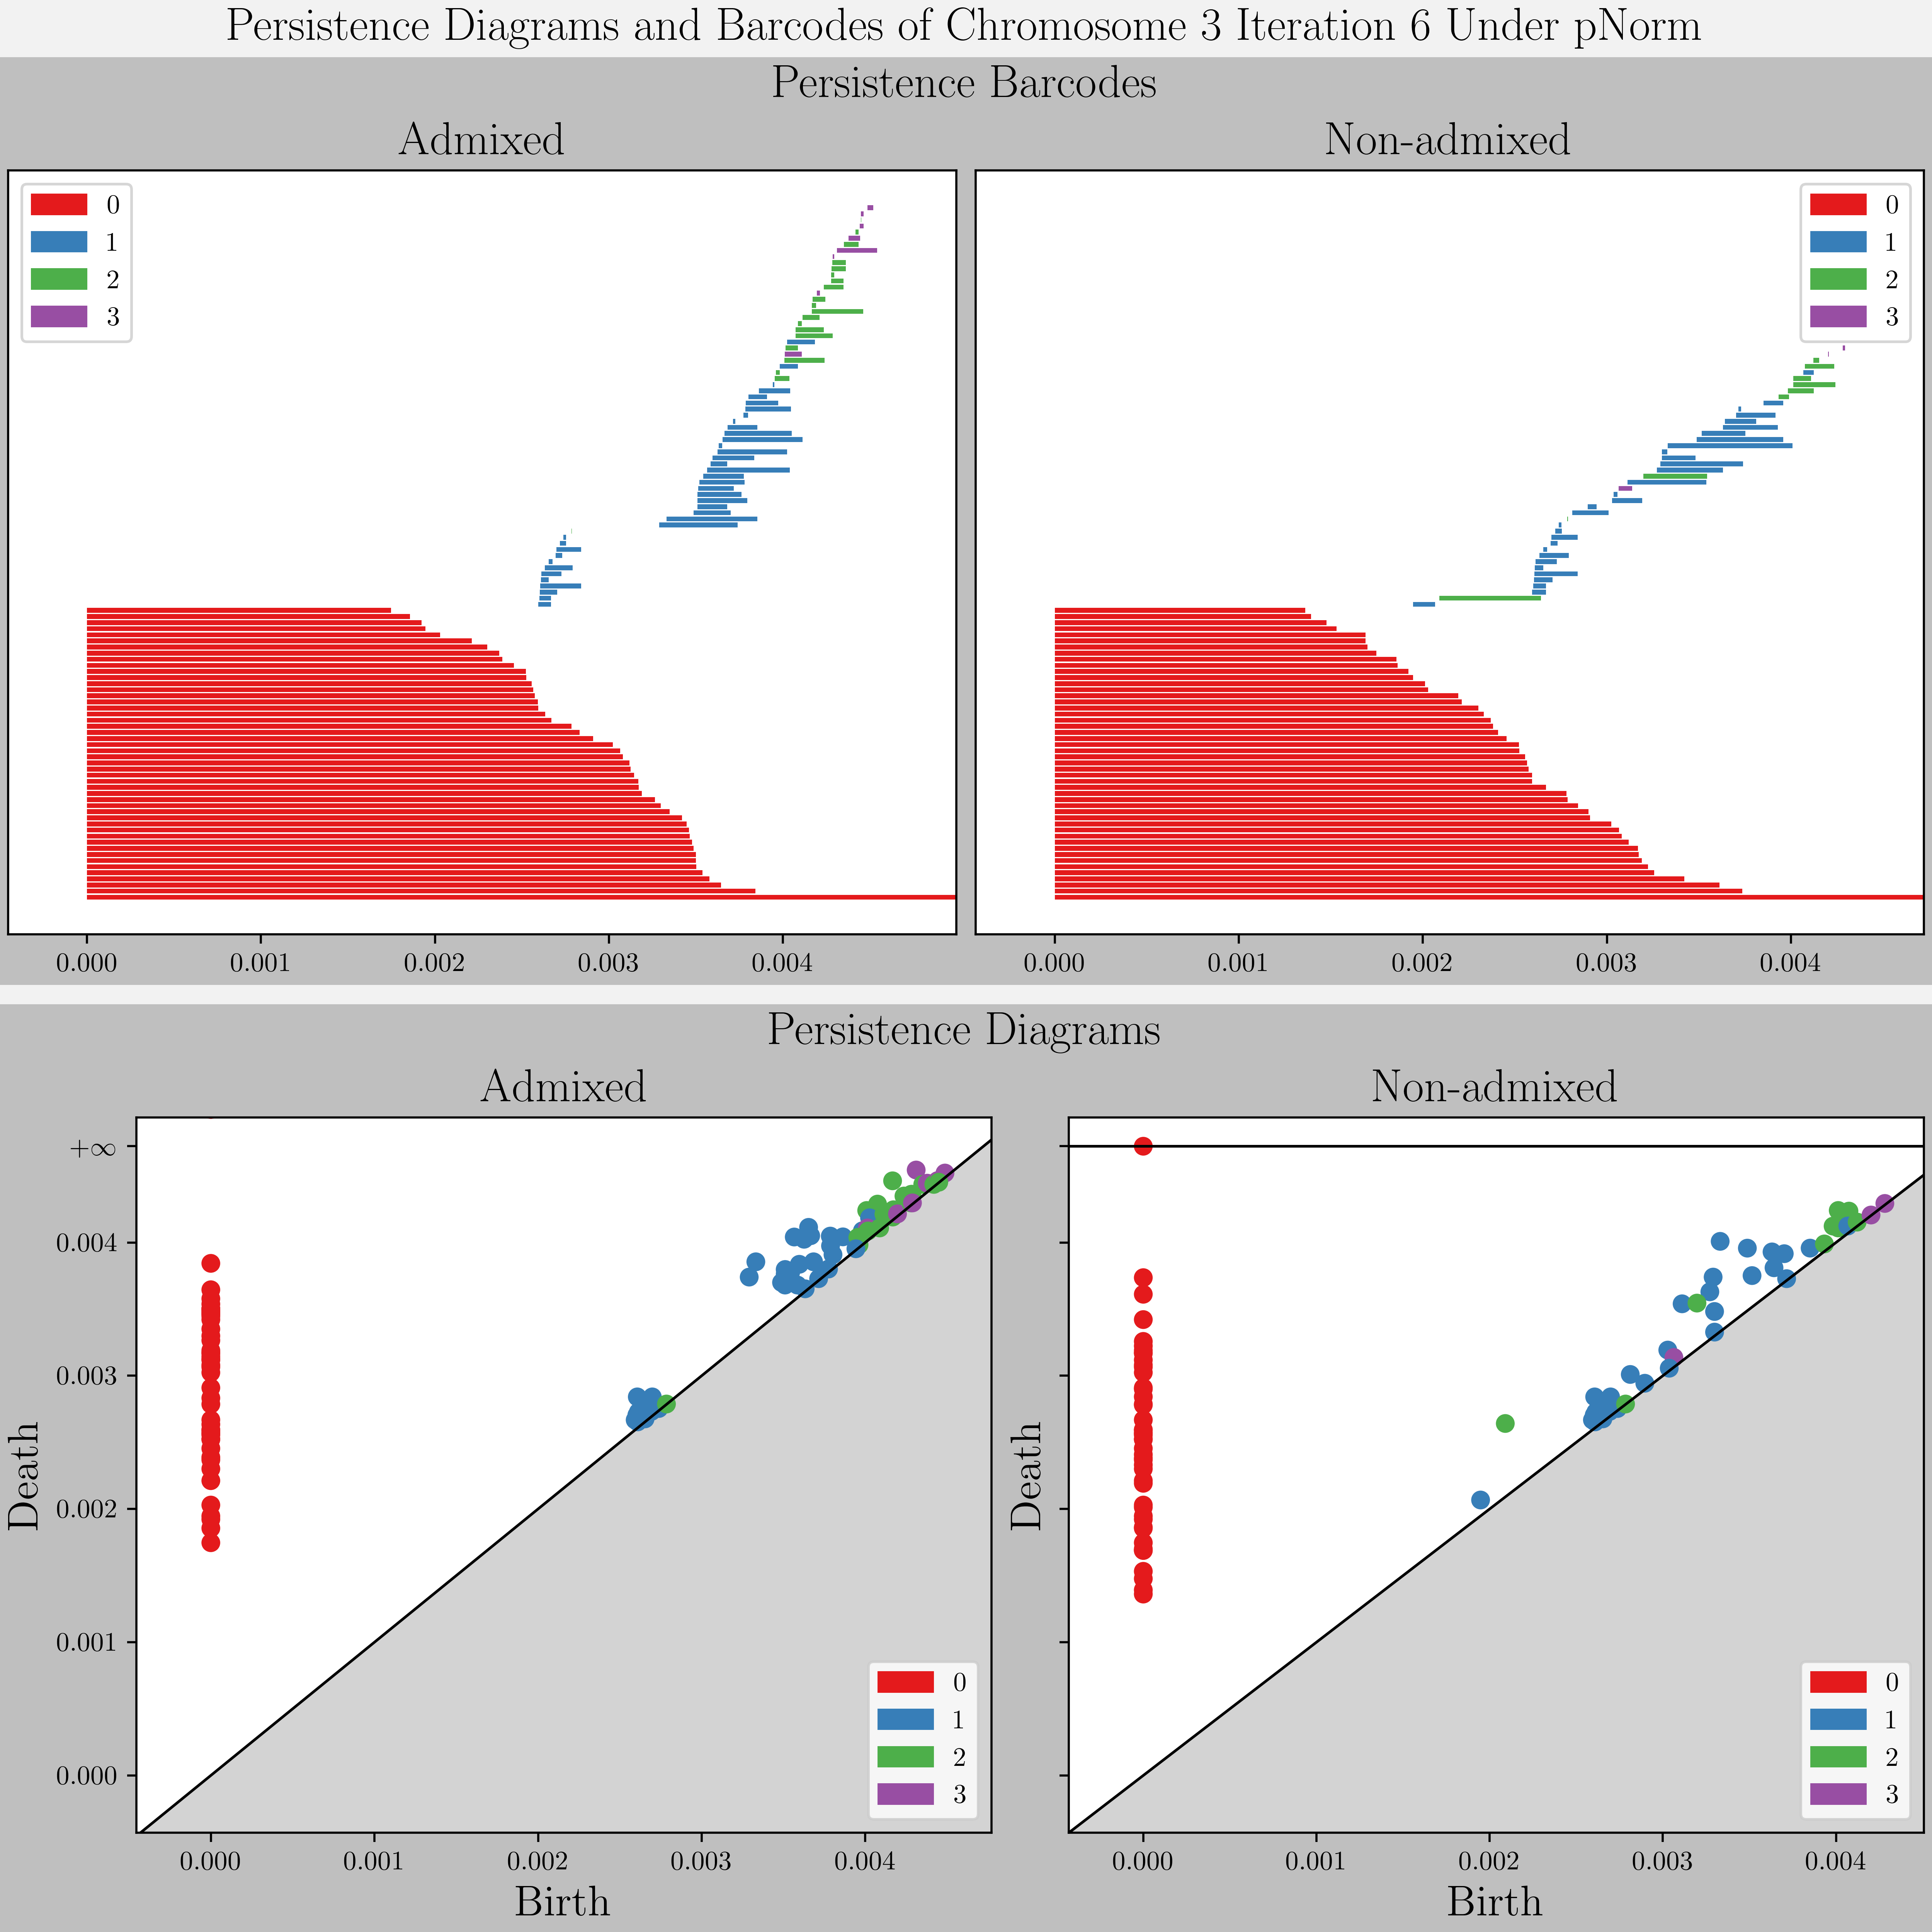 Persistence Diagrams and Barcodes of Chromosome 3 Iteration 6 Under pNorm
Persistence Barcodes
Admixed
0
1
2
3
0.000 0.001 0.002 0.003 0.004
Non-admixed
0
1
2
3
0.000 0.001 0.002 0.003 0.004
Persistence Diagrams
Admixed
Death
+∞
0.004
0.003
0.002
0.001
0.000
0
1
2
3
0.000 0.001 0.002 0.003 0.004
Birth
Non-admixed
Death
0
1
2
3
0.000 0.001 0.002 0.003 0.004
Birth